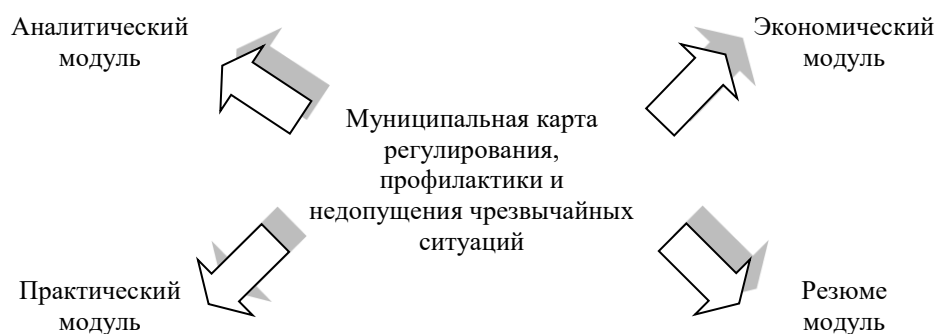 Аналитический
модуль
Экономический
модуль
Муниципальная карта
регулирования,
профилактики и
недопущения чрезвычайных
ситуаций
Практический
модуль
Резюме
модуль